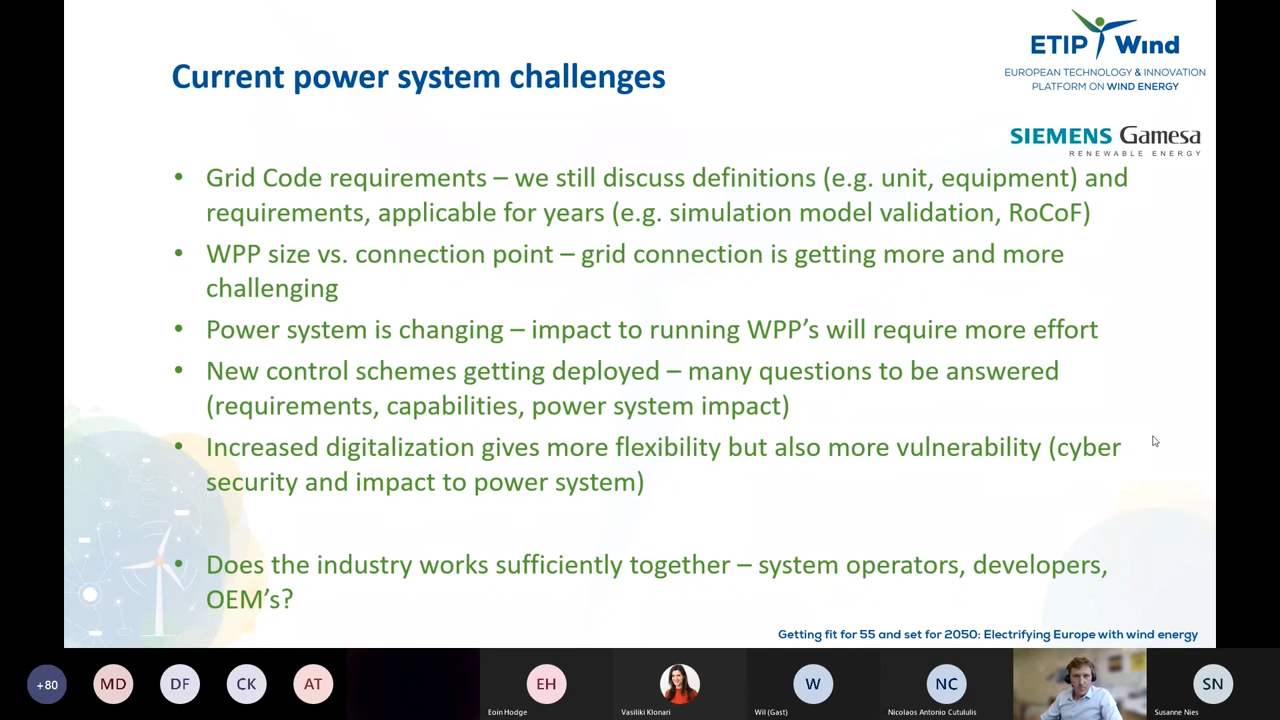 ETIP Wind
EUROPEAN TECHNOLOGY & INNOVATION
PLATFORM ON WIND ENERGY
Current power system challenges
SIEMENS Gamesa
RENEWABLE ENERGY
• Grid Code requirements – we still discuss definitions (e.g. unit, equipment) and
requirements, applicable for years (e.g. simulation model validation, RoCoF)
• WPP size vs. connection point – grid connection is getting more and more
challenging
• Power system is changing – impact to running WPP's will require more effort
• New control schemes getting deployed – many questions to be answered
(requirements, capabilities, power system impact)
• Increased digitalization gives more flexibility but also more vulnerability (cyber
security and impact to power system)
• Does the industry works sufficiently together – system operators, developers,
OEM's?
Getting fit for 55 and set for 2050: Electrifying Europe with wind energy
+80
MD
DF
CK
AT
EH
Eoin Hodge
Vasiliki Klonari
W
Wil (Gast)
NC
Nicolaos Antonio Cutululis
SN
Susanne Nies